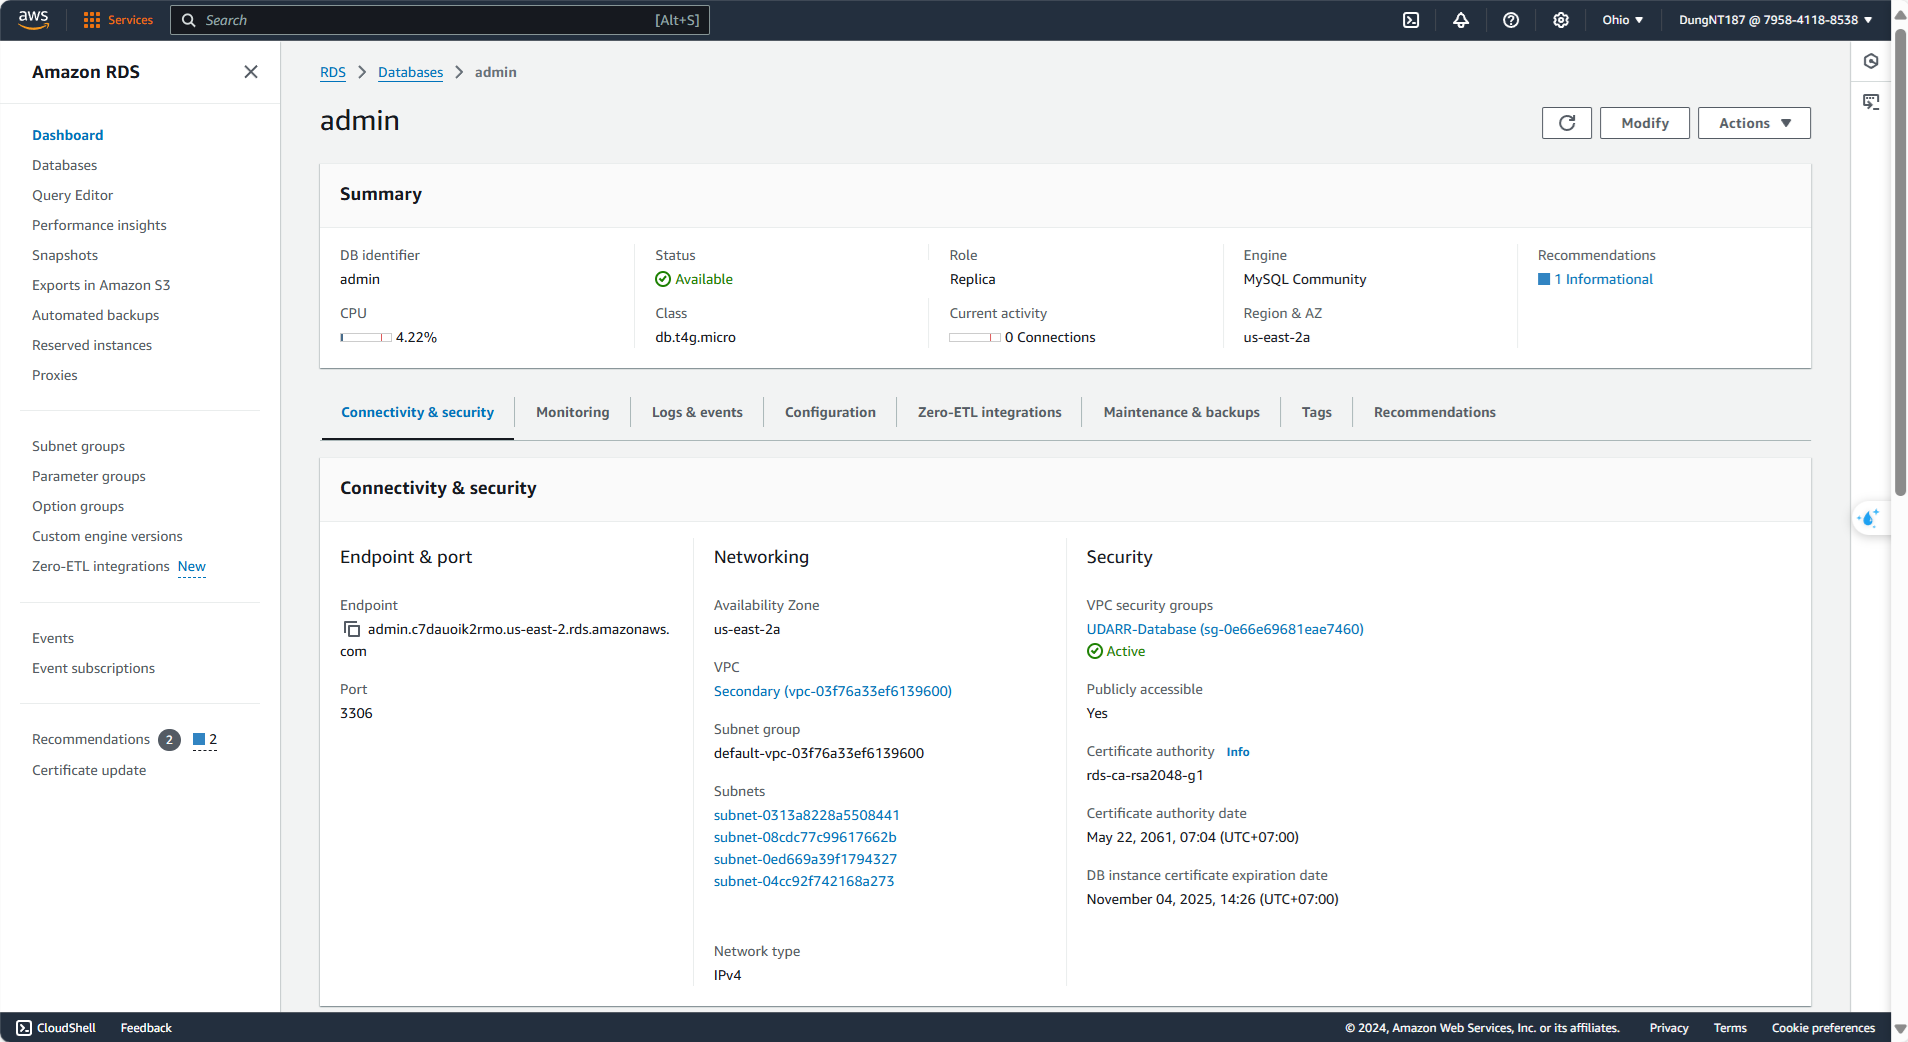 aws
Services
Search
[Alt+S]
Ohio ▼
DungNT187 @ 7958-4118-8538 ▼
Amazon RDS
Dashboard
Databases
Query Editor
Performance insights
Snapshots
Exports in Amazon S3
Automated backups
Reserved instances
Proxies
Subnet groups
Parameter groups
Option groups
Custom engine versions
Zero-ETL integrations New
Events
Event subscriptions
Recommendations 2 2
Certificate update
RDS > Databases > admin
admin
Modify
Actions ▼
Summary
DB identifier
admin
CPU
4.22%
Status
Available
Class
db.t4g.micro
Role
Replica
Current activity
0 Connections
Engine
MySQL Community
Region & AZ
us-east-2a
Recommendations
1 Informational
Connectivity & security
Monitoring
Logs & events
Configuration
Zero-ETL integrations
Maintenance & backups
Tags
Recommendations
Connectivity & security
Endpoint & port
Endpoint
admin.c7dauoik2rmo.us-east-2.rds.amazonaws.
com
Port
3306
Networking
Availability Zone
us-east-2a
VPC
Secondary (vpc-03f76a33ef6139600)
Subnet group
default-vpc-03f76a33ef6139600
Subnets
subnet-0313a8228a5508441
subnet-08cdc77c99617662b
subnet-0ed669a39f1794327
subnet-04cc92f742168a273
Network type
IPv4
Security
VPC security groups
UDARR-Database (sg-0e66e69681eae7460)
Active
Publicly accessible
Yes
Certificate authority Info
rds-ca-rsa2048-g1
Certificate authority date
May 22, 2061, 07:04 (UTC+07:00)
DB instance certificate expiration date
November 04, 2025, 14:26 (UTC+07:00)
CloudShell
Feedback
© 2024, Amazon Web Services, Inc. or its affiliates.
Privacy
Terms
Cookie preferences